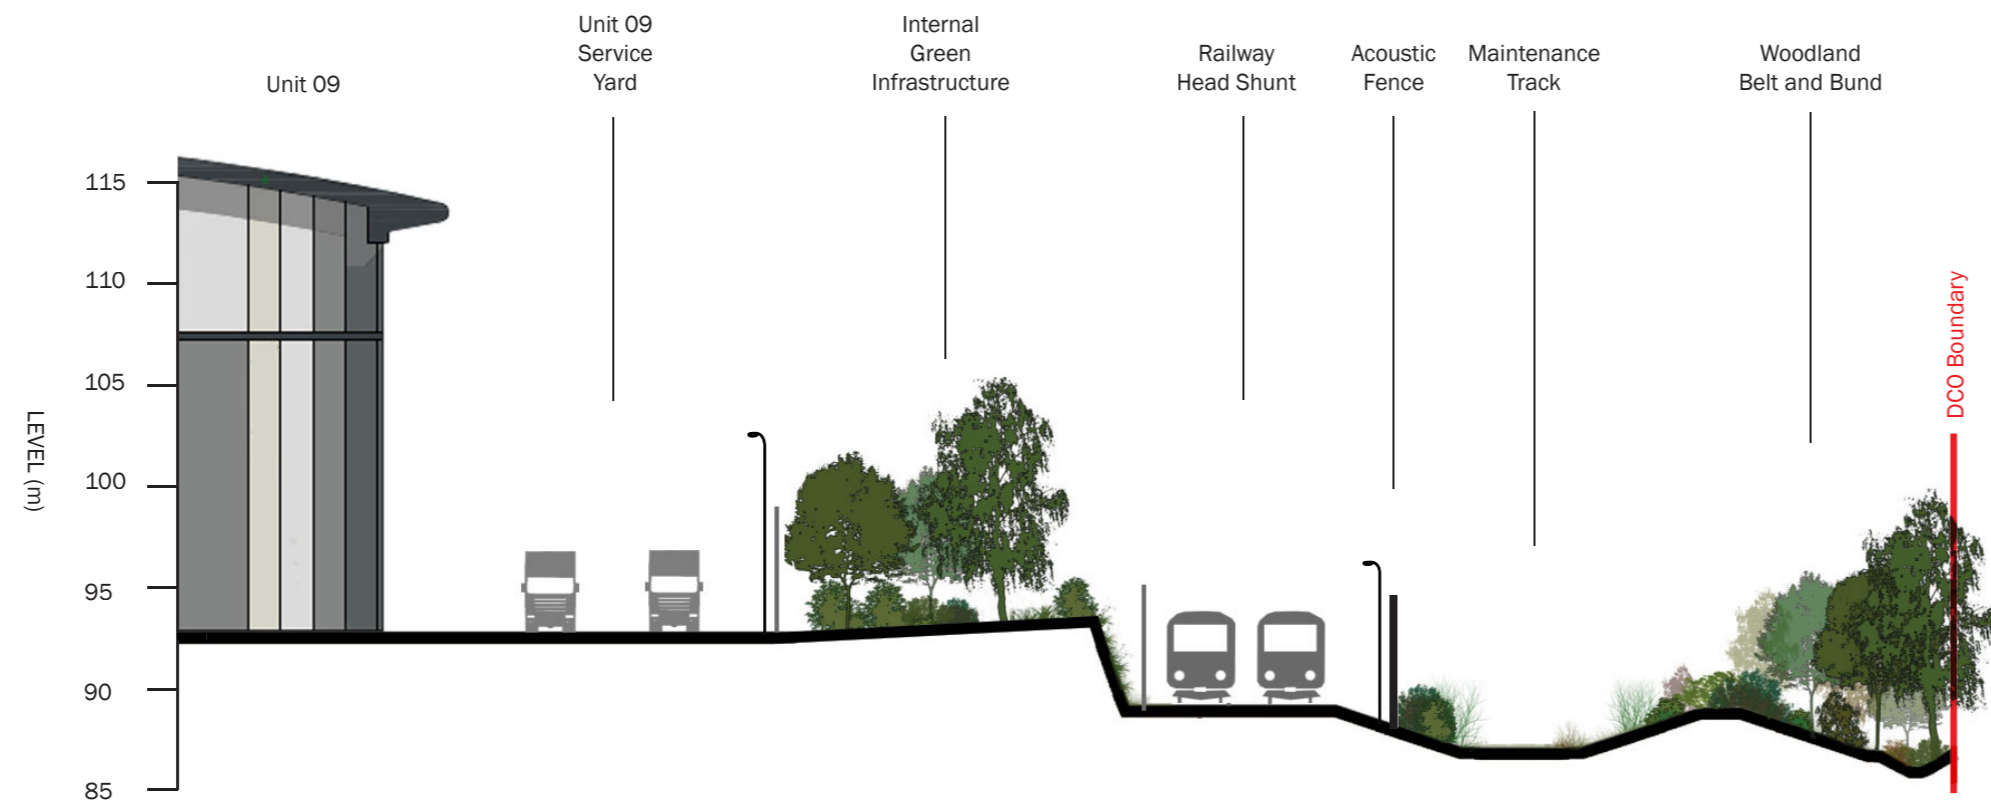 Unit 09
Unit 09
Service
Yard
Internal
Green
Infrastructure
Railway
Head Shunt
Acoustic
Fence
Maintenance
Track
Woodland
Belt and Bund
115
110
105
100
95
90
85
LEVEL (m)
DCO Boundary